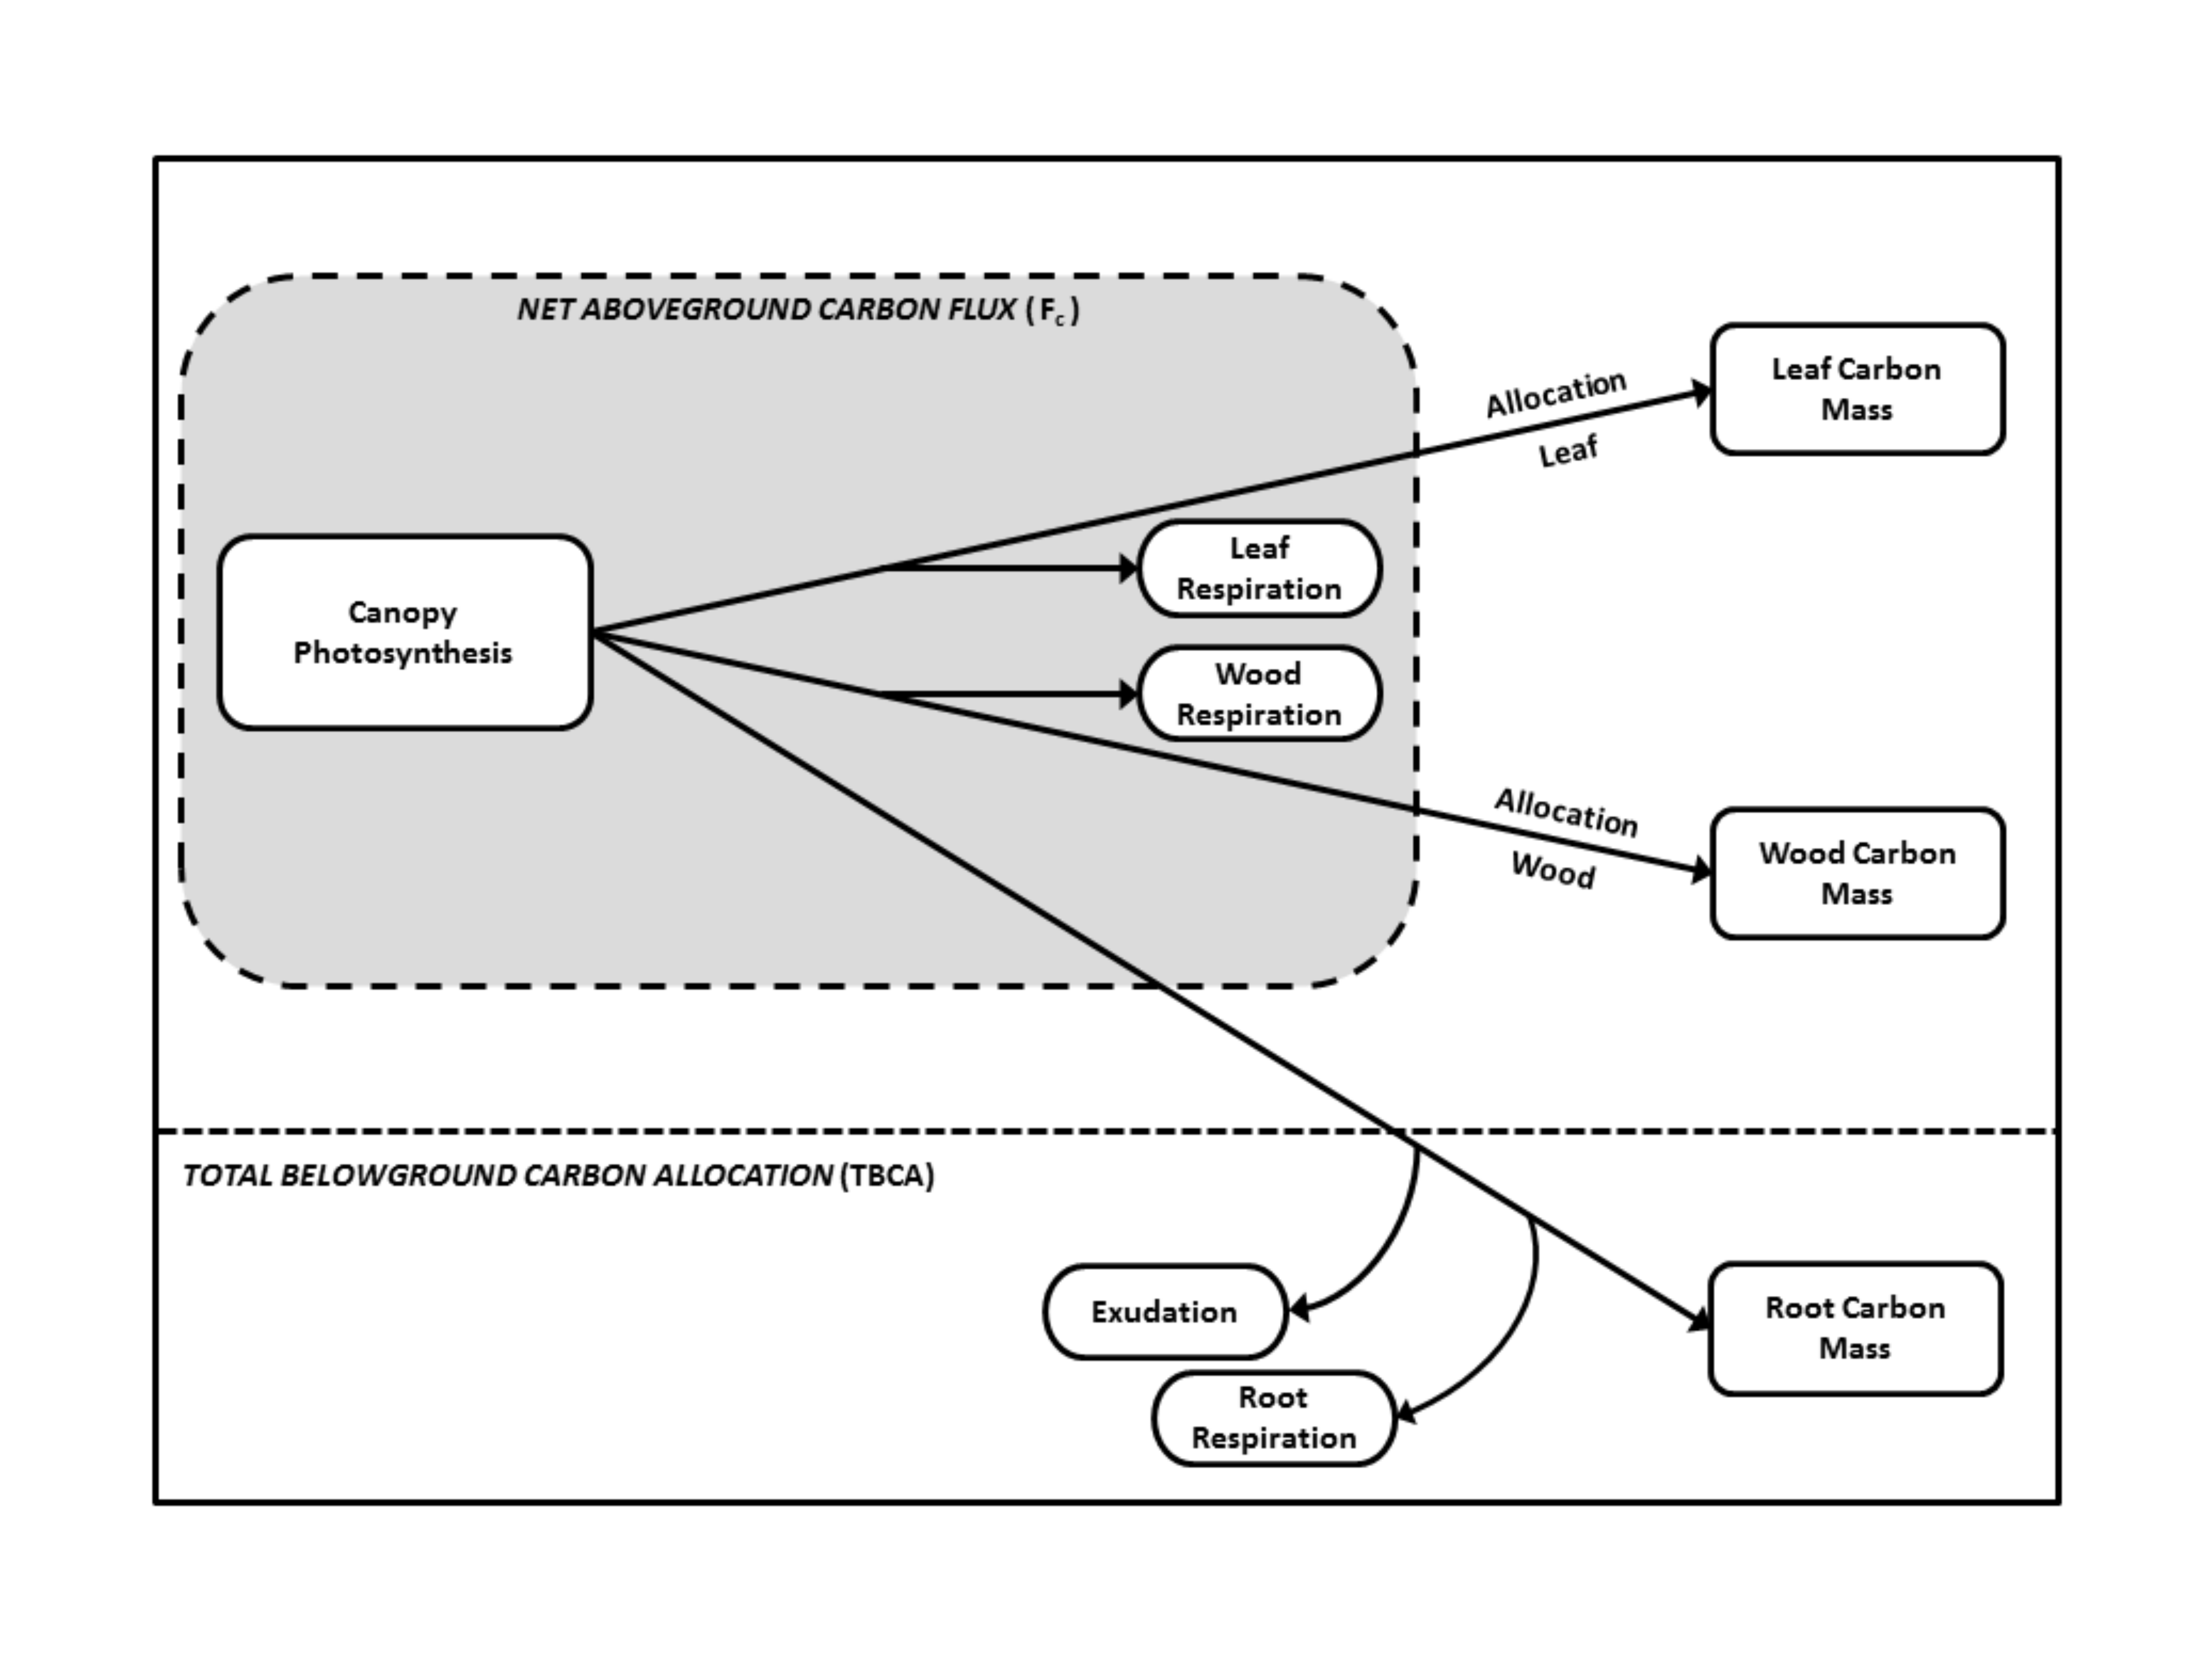 NET ABOVEGROUND CARBON FLUX ( Fc )
Leaf Carbon
Mass
Allocation
Leaf
Leaf
Respiration
Canopy
Photosynthesis
Wood
Respiration
Allocation
Wood
Wood Carbon
Mass
TOTAL BELOWGROUND CARBON ALLOCATION (TBCA)
Exudation
Root Carbon
Mass
Root
Respiration